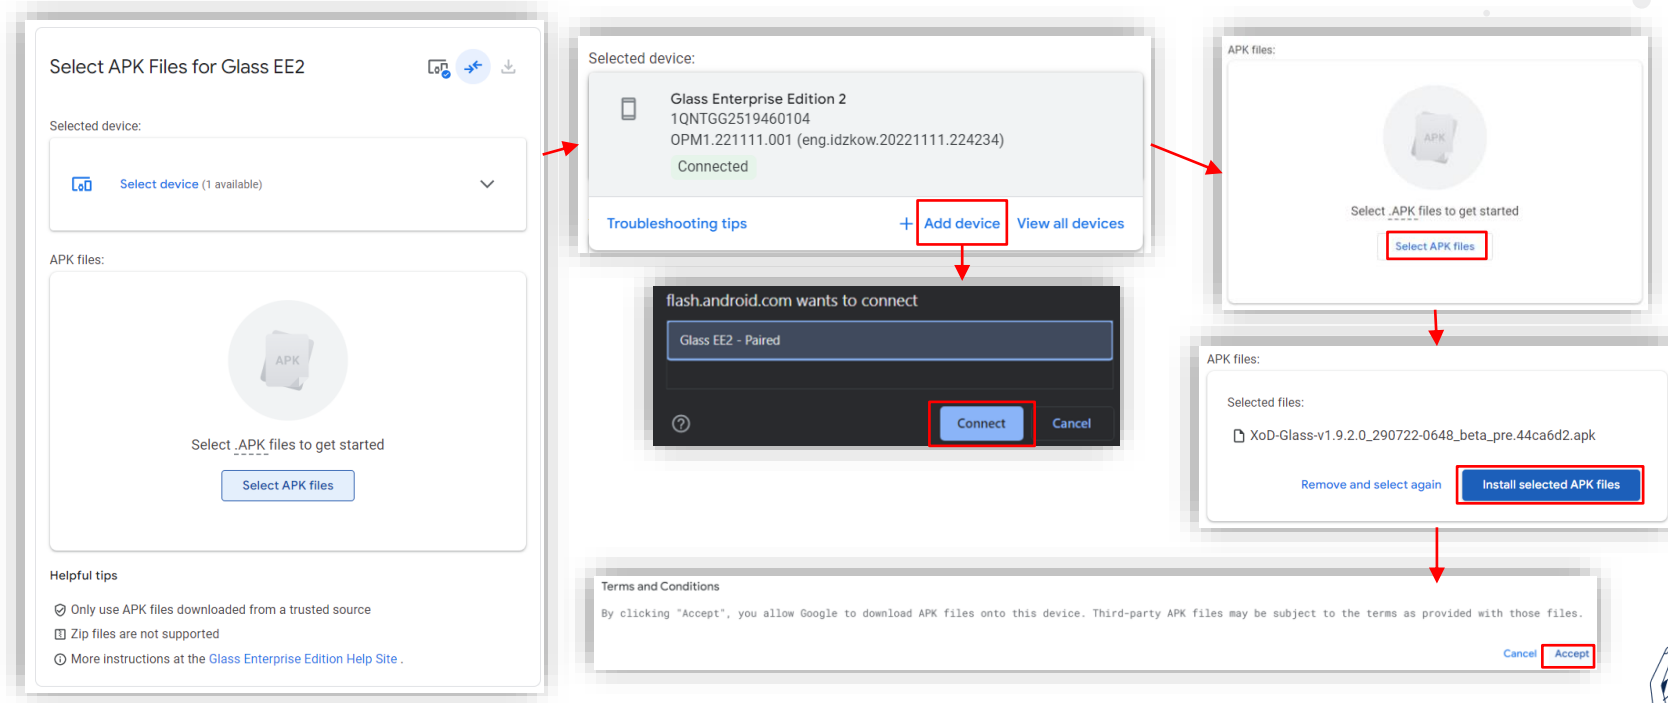 Select APK Files for Glass EE2
Selected device:
Select device (1 available)
APK files:
APK
Select .APK files to get started
Select APK files
Helpful tips
Only use APK files downloaded from a trusted source
Zip files are not supported
More instructions at the Glass Enterprise Edition Help Site .
Selected device:
Glass Enterprise Edition 2
1QNTGG2519460104
OPM1.221111.001 (eng.idzkow.20221111.224234)
Connected
Troubleshooting tips
+ Add device
View all devices
flash.android.com wants to connect
Glass EE2 - Paired
Connect
Cancel
APK files:
APK
Select .APK files to get started
Select APK files
APK files:
Selected files:
XoD-Glass-v1.9.2.0_290722-0648_beta_pre.44ca6d2.apk
Remove and select again
Install selected APK files
Terms and Conditions
By clicking "Accept", you allow Google to download APK files onto this device. Third-party APK files may be subject to the terms as provided with those files.
Cancel
Accept